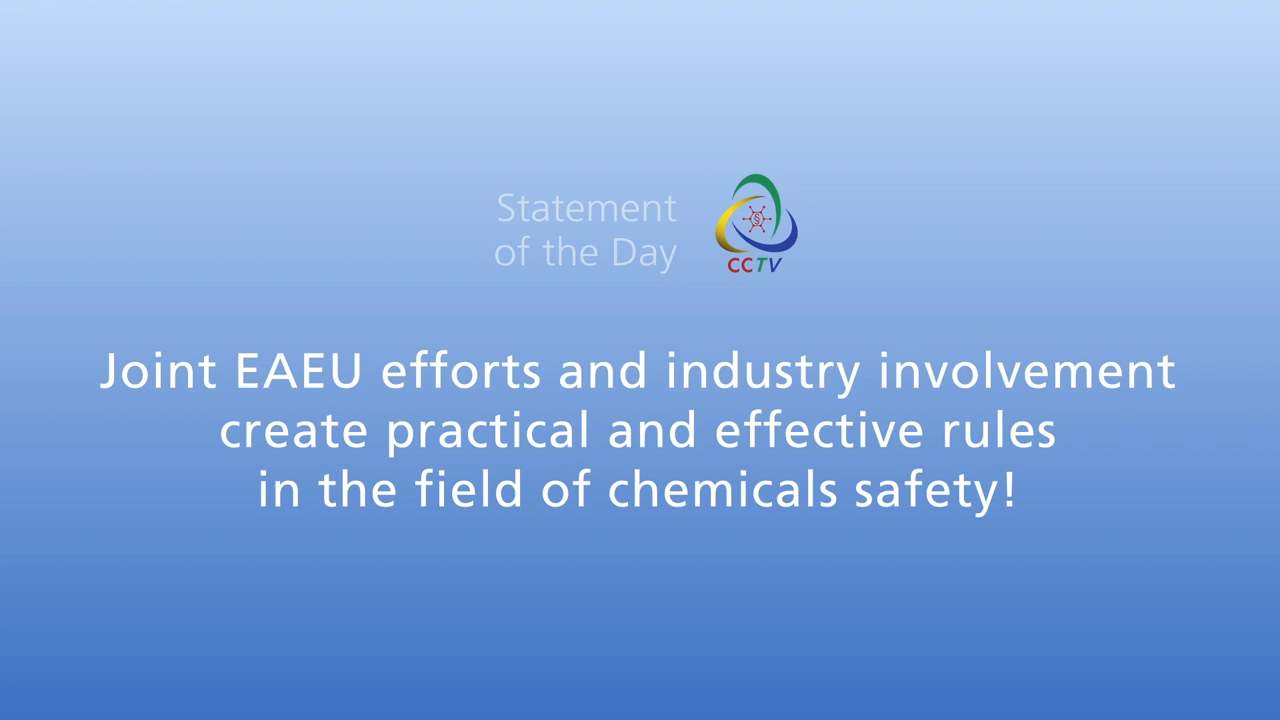 Statement
of the Day
§
CCTV
Joint EAEU efforts and industry involvement
create practical and effective rules
in the field of chemicals safety!